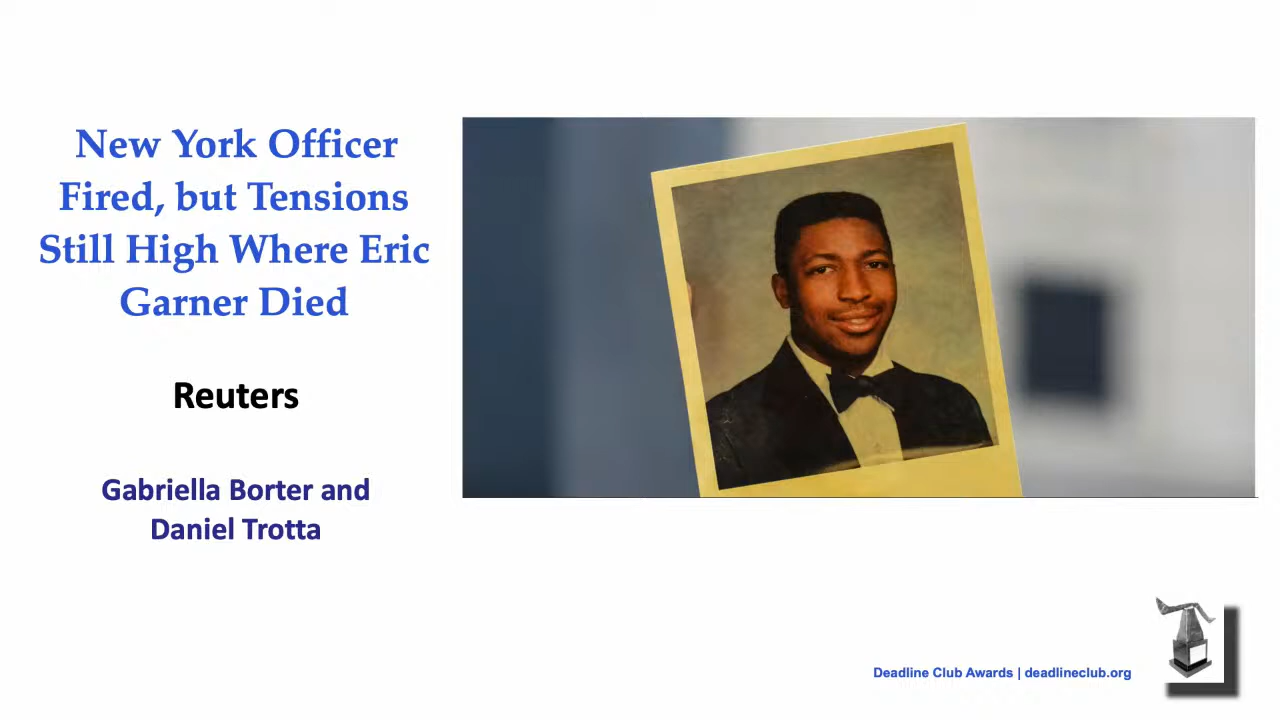 New York Officer
Fired, but Tensions
Still High Where Eric
Garner Died
Reuters
Gabriella Borter and
Daniel Trotta
Deadline Club Awards | deadlineclub.org